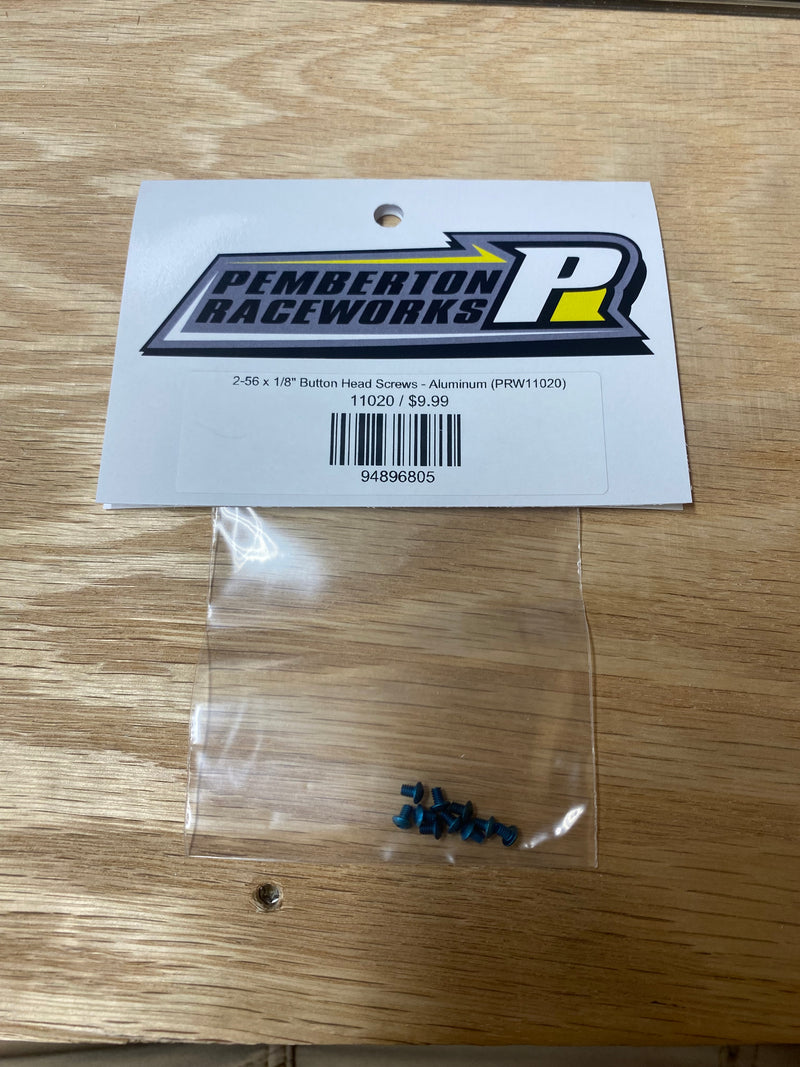 PEMBERTON
RACEWORKS
P
2-56 x 1/8" Button Head Screws - Aluminum (PRW11020)
11020 / $9.99
94896805